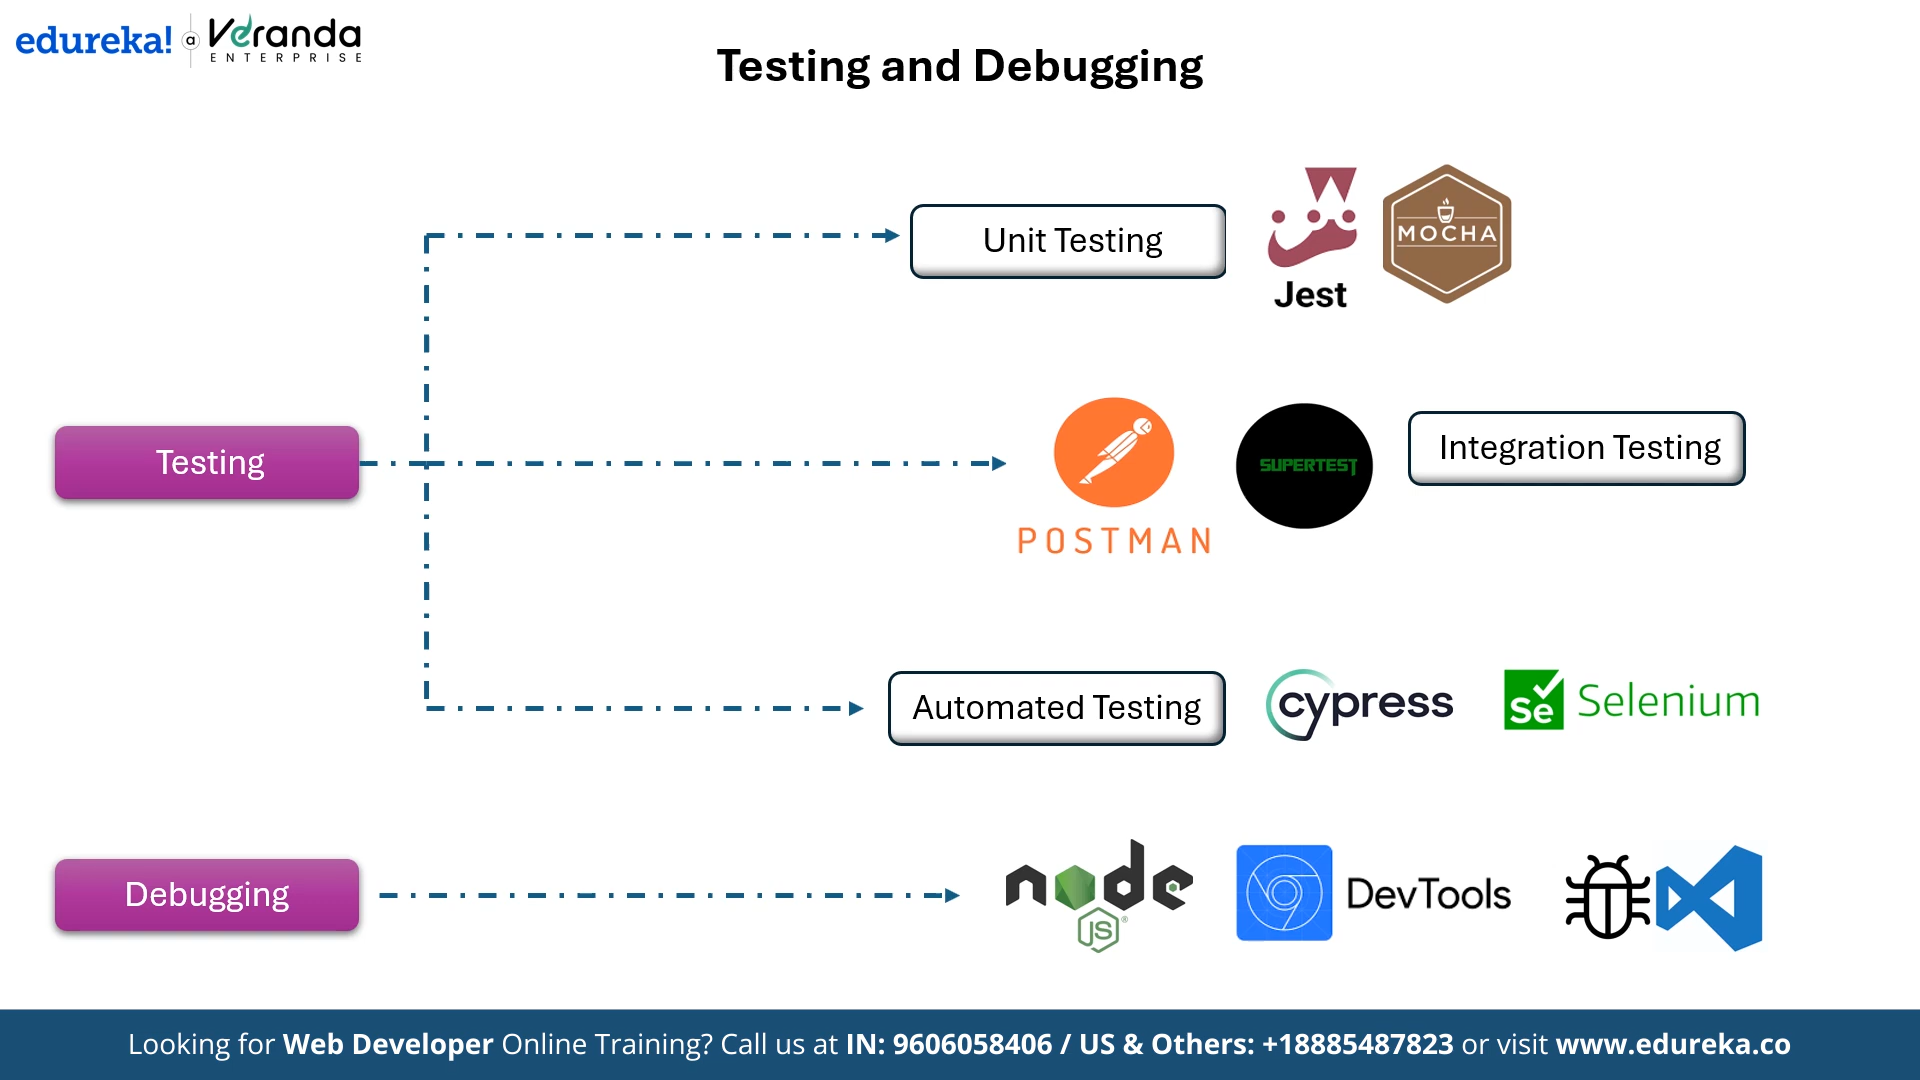 edureka! a Veranda
ENTERPRISE
Testing and Debugging
Unit Testing
Jest
MOCHA
Testing
POSTMAN
SUPERTEST
Integration Testing
Automated Testing
cypress
Se Selenium
Debugging
node
JS®
DevTools
Looking for Web Developer Online Training? Call us at IN: 9606058406 / US & Others: +18885487823 or visit www.edureka.co